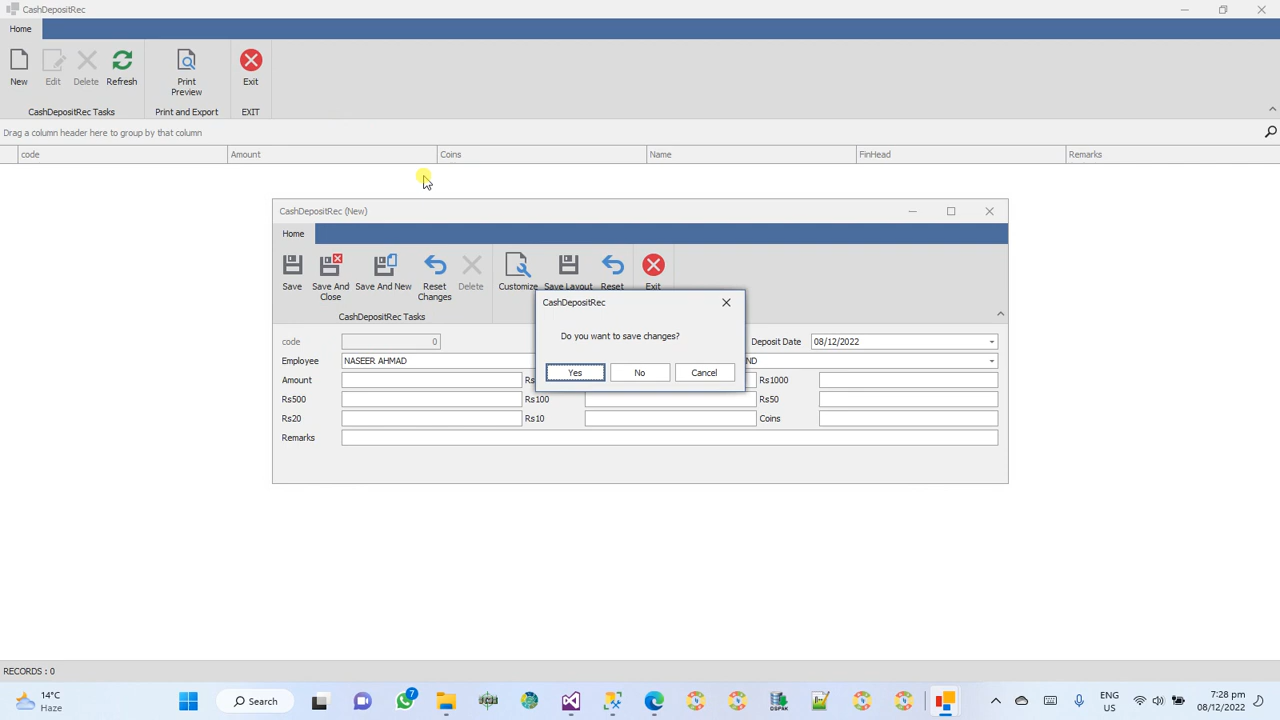 CashDepositRec
Home
New
Edit
Delete
Refresh
Print Preview
Exit
CashDepositRec Tasks
Print and Export
EXIT
Drag a column header here to group by that column
code
Amount
Coins
Name
FinHead
Remarks
CashDepositRec (New)
Home
Save
Save And Close
Save And New
Reset Changes
Delete
Customize
Save Layout
Reset
Exit
CashDepositRec Tasks
CashDepositRec
Do you want to save changes?
Yes
No
Cancel
code
0
Deposit Date
08/12/2022
Employee
NASEER AHMAD
ND
Amount
Rs
Rs1000
Rs500
Rs100
Rs50
Rs20
Rs10
Coins
Remarks
RECORDS : 0
14°C
Haze
Search
7
ENG
US
7:28 pm
08/12/2022